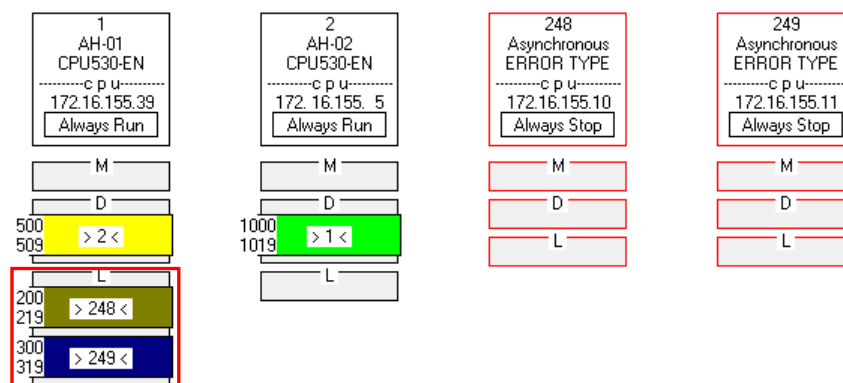 1
AH-01
CPU530-EN
--------c p u-------
172.16.155.39
Always Run
M
D
500
509
> 2 <
L
200
219
> 248 <
300
319
> 249 <
2
AH-02
CPU530-EN
--------c p u-------
172. 16.155.  5
Always Run
M
D
1000
1019
> 1 <
L
248
Asynchronous
ERROR TYPE
--------c p u-------
172.16.155.10
Always Stop
M
D
L
249
Asynchronous
ERROR TYPE
--------c p u-------
172.16.155.11
Always Stop
M
D
L